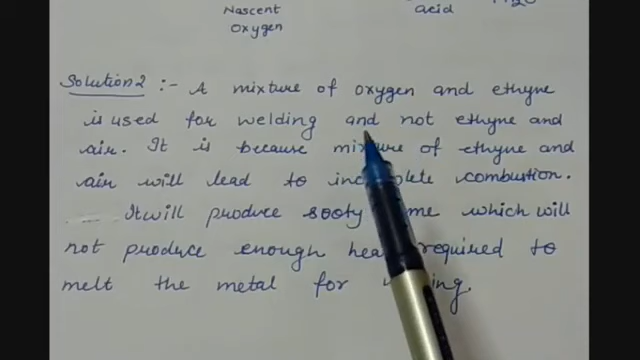 Nascent
Oxygen
acid
Solution 2 :- A mixture of oxygen and ethyne
is used for welding and not ethyne and
air. It is because mixture of ethyne and
air will lead to combustion.
It will produce sooty which will
not produce enough required to
melt the metal for